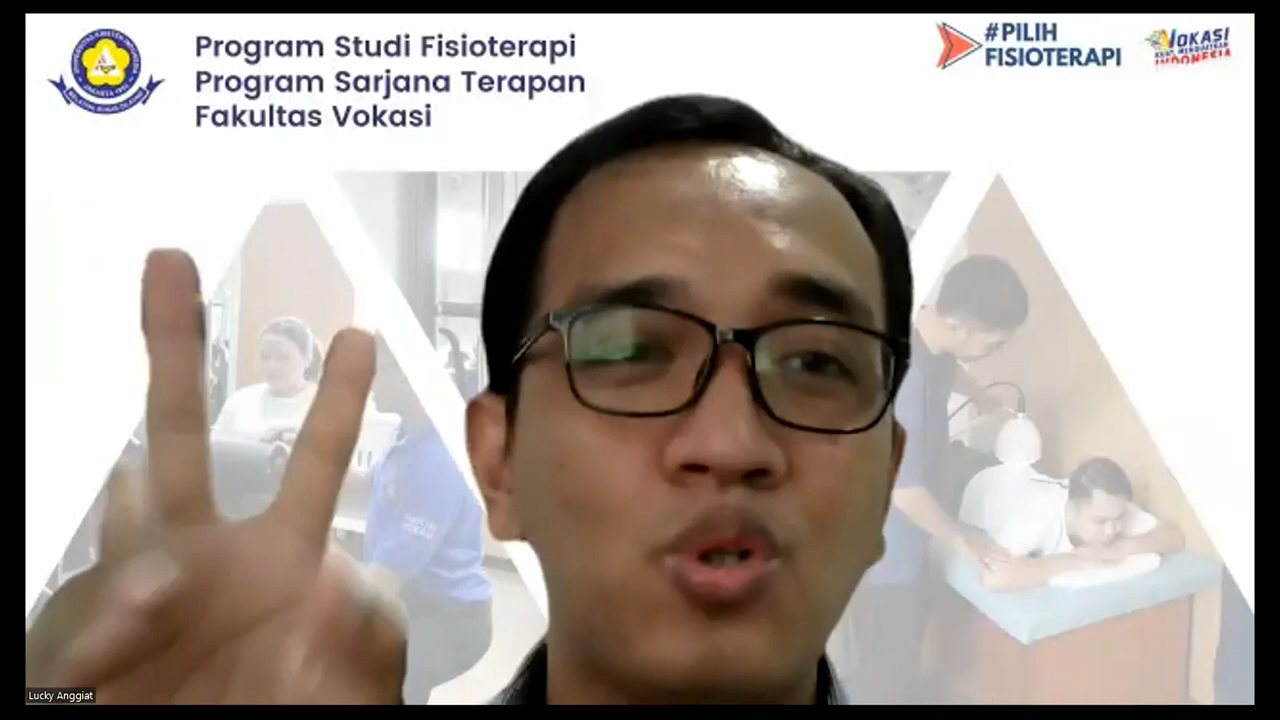 Program Studi Fisioterapi
Program Sarjana Terapan
Fakultas Vokasi
#PILIH
FISIOTERAPI
VOKASI
INDONESIA
Lucky Anggiat